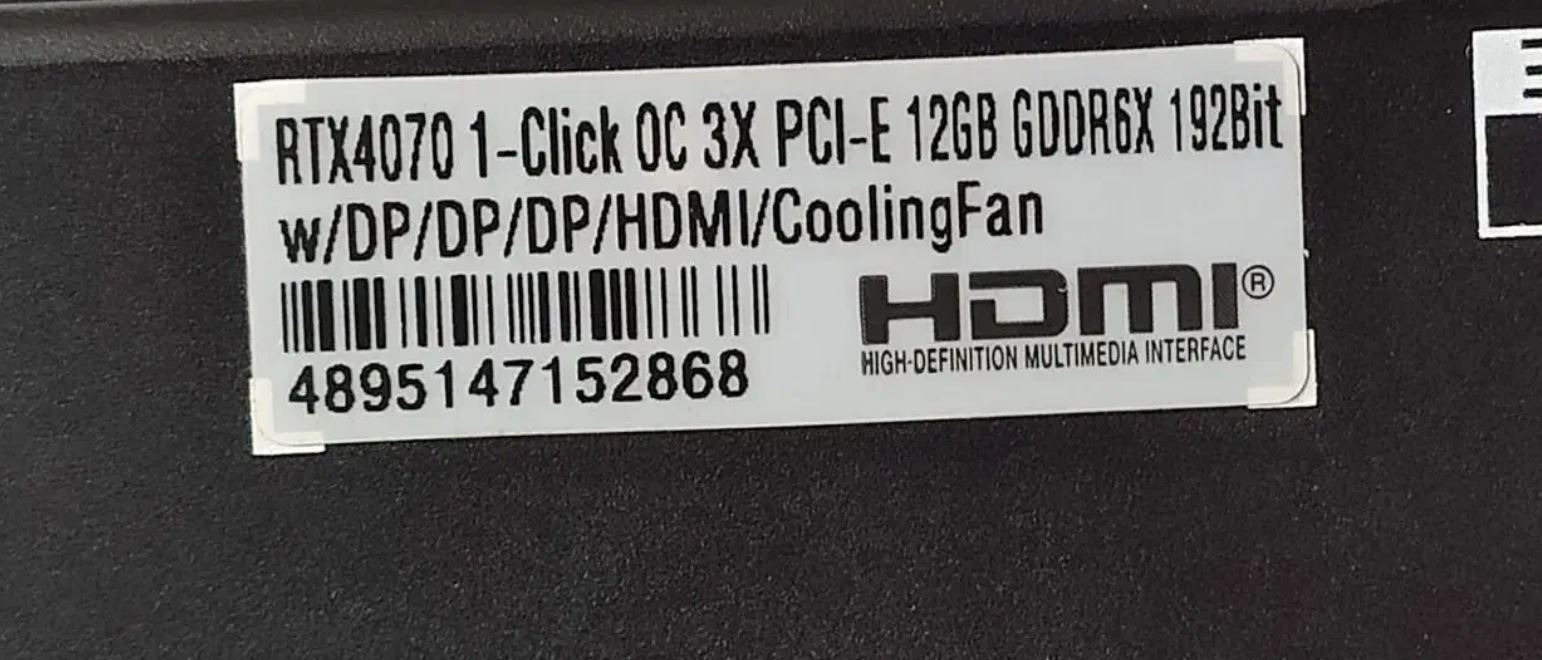 RTX4070 1-Click OC 3X PCI-E 12GB GDDR6X 192Bit
w/DP/DP/DP/HDMI/CoolingFan
4895147152868
HDMI®
HIGH-DEFINITION MULTIMEDIA INTERFACE